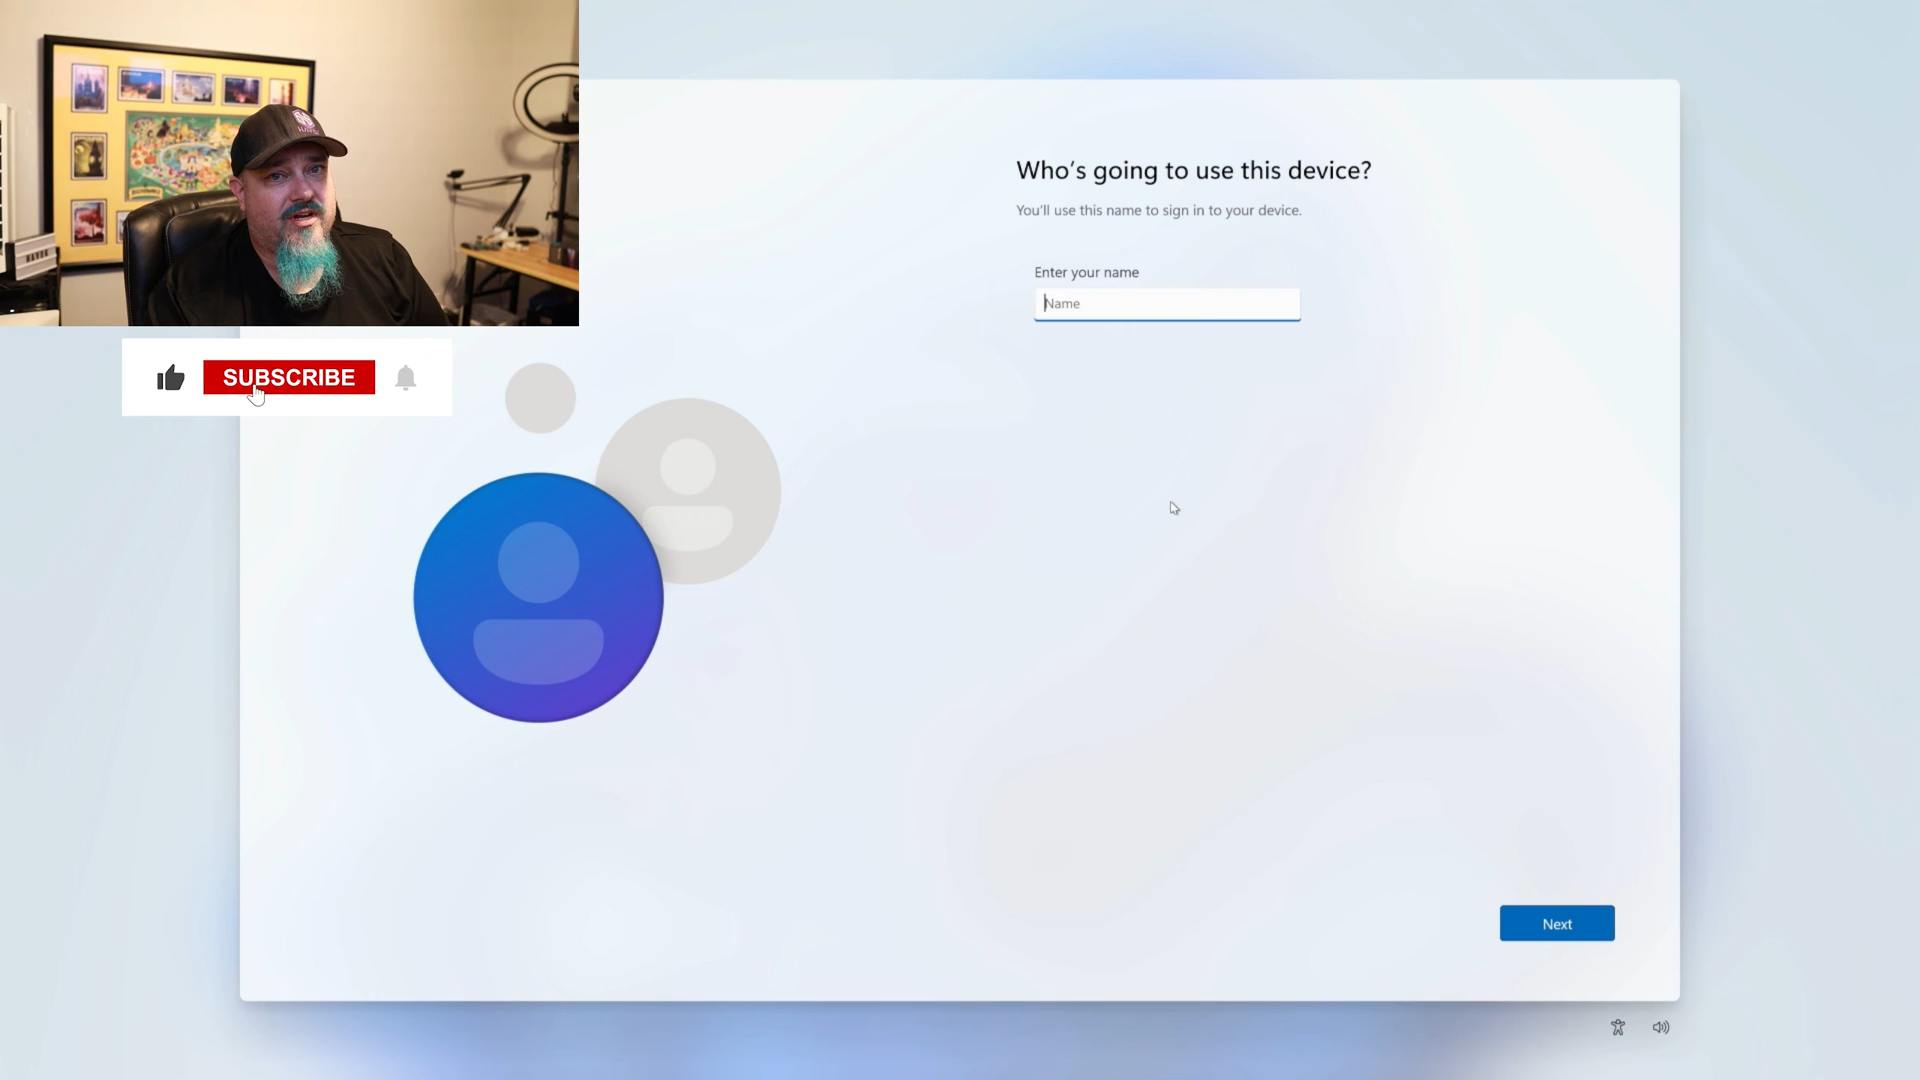 Who's going to use this device?
You'll use this name to sign in to your device.
Enter your name
Name
SUBSCRIBE
Next